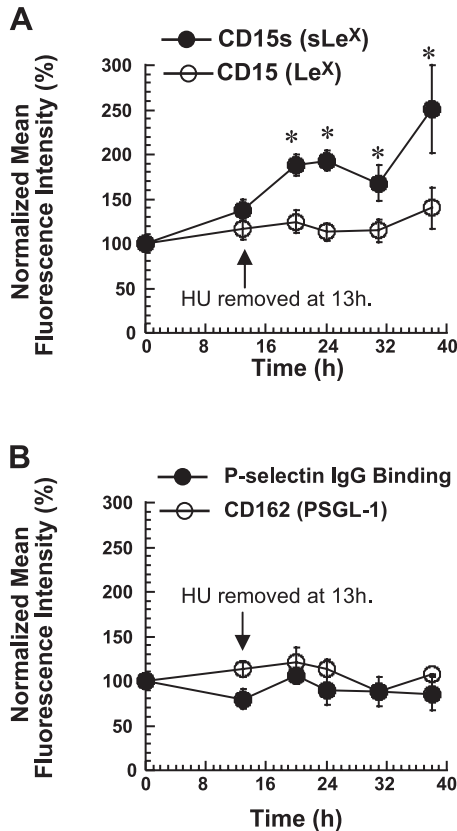 A
CD15s (sLeX)
CD15 (LeX)
Normalized Mean
Fluorescence Intensity (%)
300
250
200
150
100
50
0
* * * *
HU removed at 13h.
0 8 16 24 32 40
Time (h)
B
P-selectin IgG Binding
CD162 (PSGL-1)
Normalized Mean
Fluorescence Intensity (%)
300
250
200
150
100
50
0
HU removed at 13h.
0 8 16 24 32 40
Time (h)